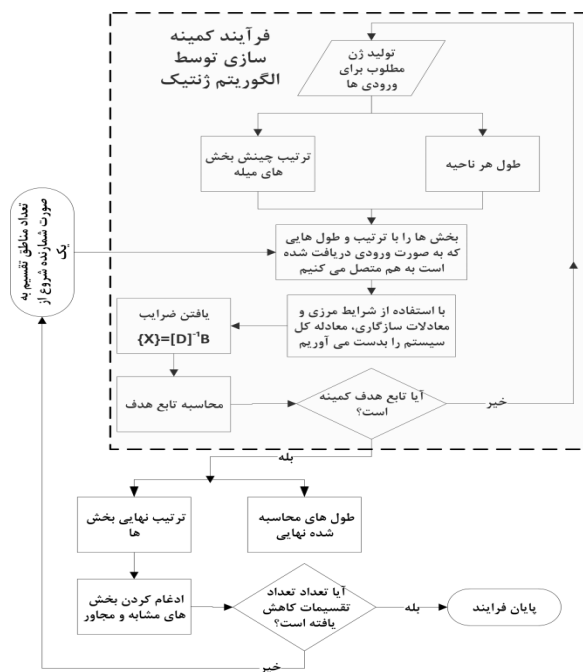 فرآیند کمینه
سازی توسط
الگوریتم ژنتیک
تولید ژن
مطلوب برای
ورودی ها
ترتیب چینش بخش
های میله
طول هر ناحیه
تعداد مناطق تقسیم به
صورت شمارنده شروع از
یک
بخش ها را با ترتیب و طول هایی
که به صورت ورودی دریافت شده
است به هم متصل می کنیم
با استفاده از شرایط مرزی و
معادلات سازگاری، معادله کل
سیستم را بدست می آوریم
یافتن ضرایب
{X}=[D]⁻¹B
محاسبه تابع هدف
آیا تابع هدف کمینه
است؟
خیر
بله
ترتیب نهایی بخش
ها
طول های محاسبه
شده نهایی
ادغام کردن بخش
های مشابه و مجاور
آیا تعداد تعداد
تقسیمات کاهش
یافته است؟
بله
پایان فرایند
خیر